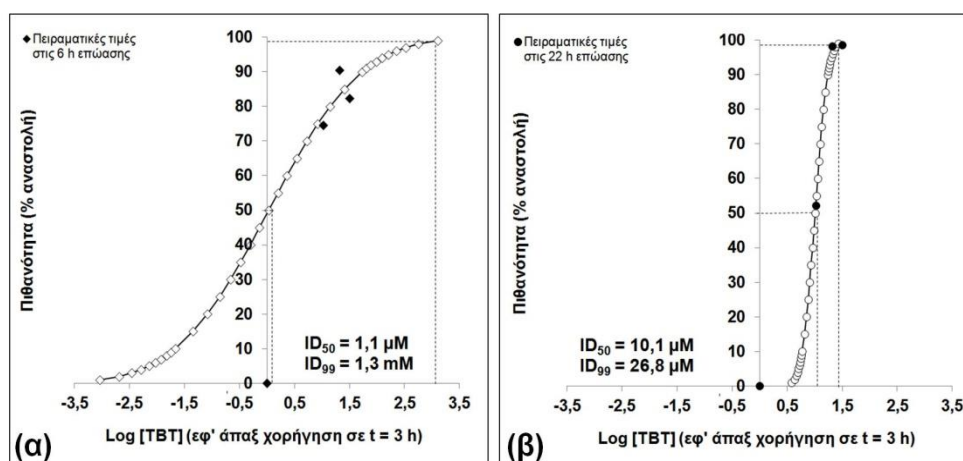 ◆ Πειραματικές τιμές
στις 6 h επώασης
Πιθανότητα (% αναστολή)
100
90
80
70
60
50
40
30
20
10
0
-3,5 -2,5 -1,5 -0,5 0,5 1,5 2,5 3,5
ID50 = 1,1 μM
ID99 = 1,3 mM
Log [TBT] (εφ' άπαξ χορήγηση σε t = 3 h)
(α)
● Πειραματικές τιμές
στις 22 h επώασης
Πιθανότητα (% αναστολή)
100
90
80
70
60
50
40
30
20
10
0
-3,5 -2,5 -1,5 -0,5 0,5 1,5 2,5 3,5
ID50 = 10,1 μM
ID99 = 26,8 μM
Log [TBT] (εφ' άπαξ χορήγηση σε t = 3 h)
(β)